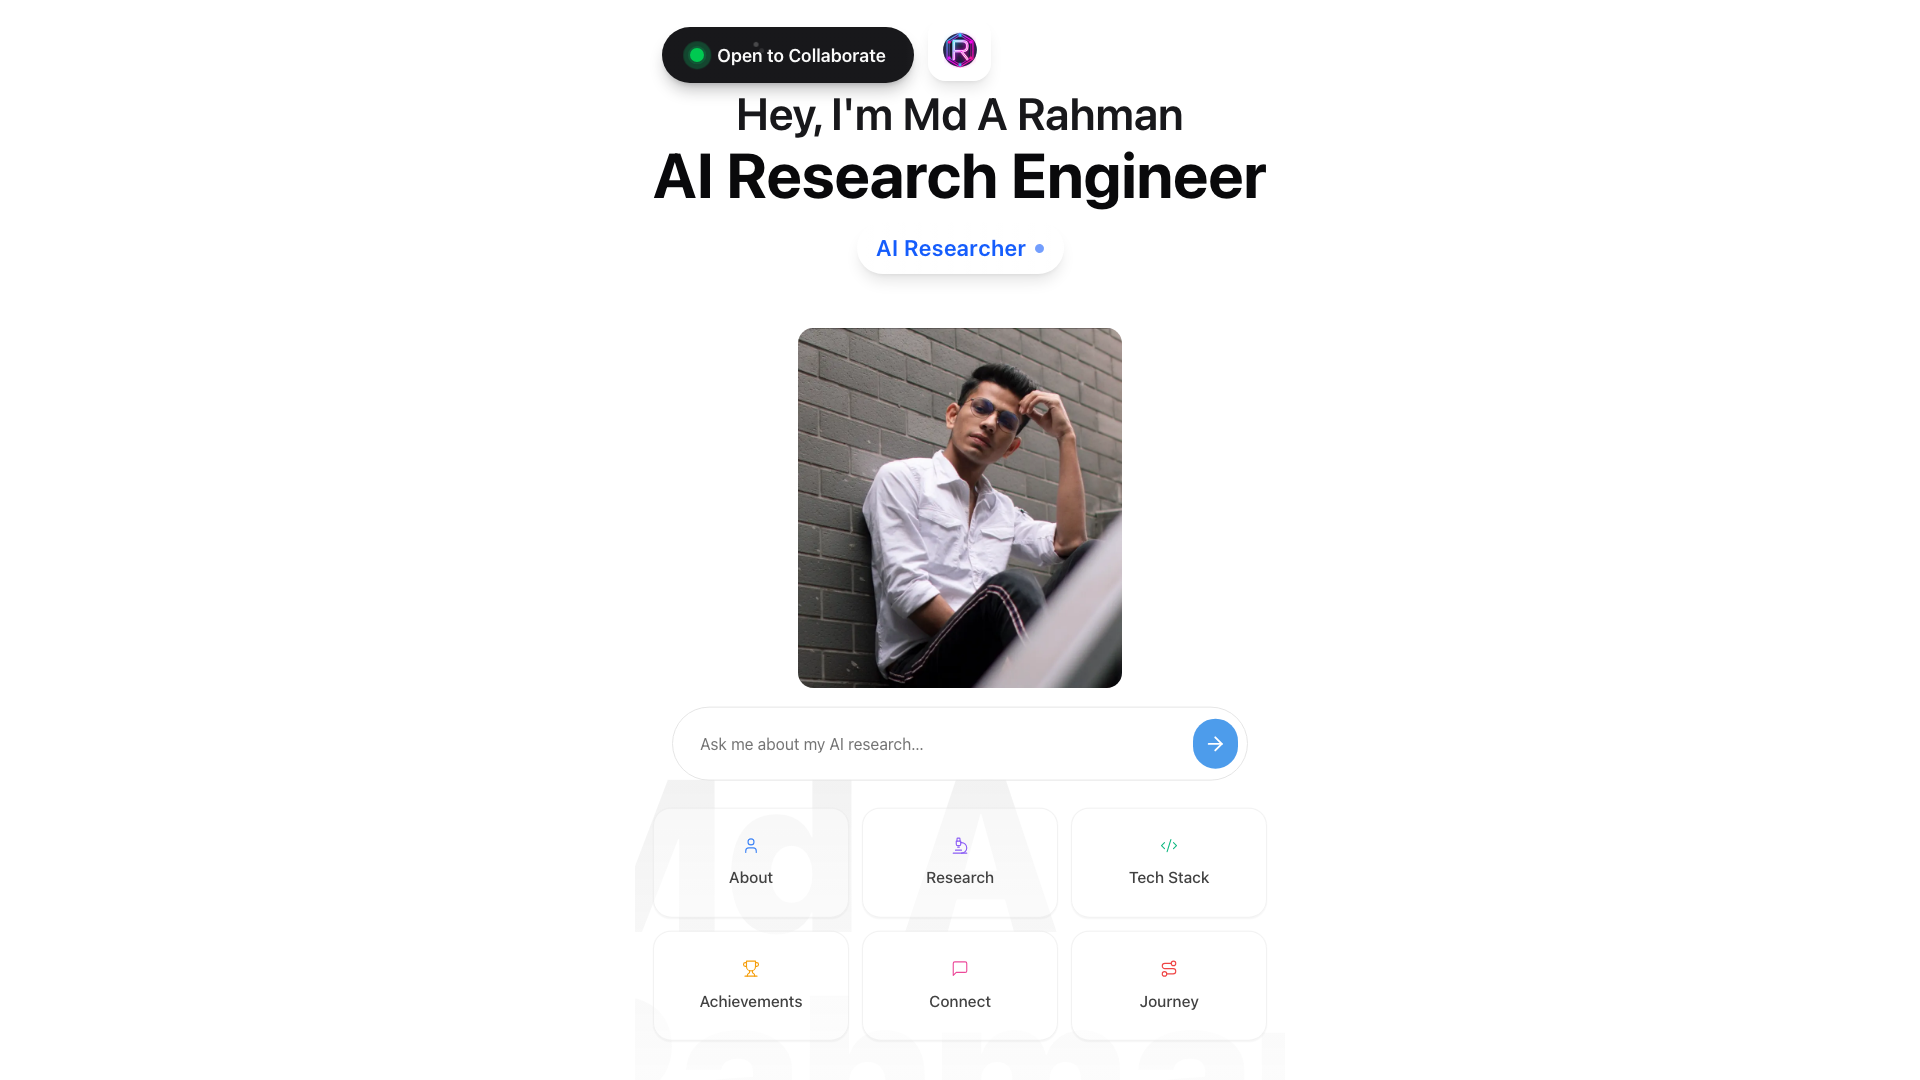 Open to Collaborate
R
Hey, I'm Md A Rahman
AI Research Engineer
AI Researcher
Ask me about my AI research...
Md A
Rahman
About
Research
Tech Stack
Achievements
Connect
Journey